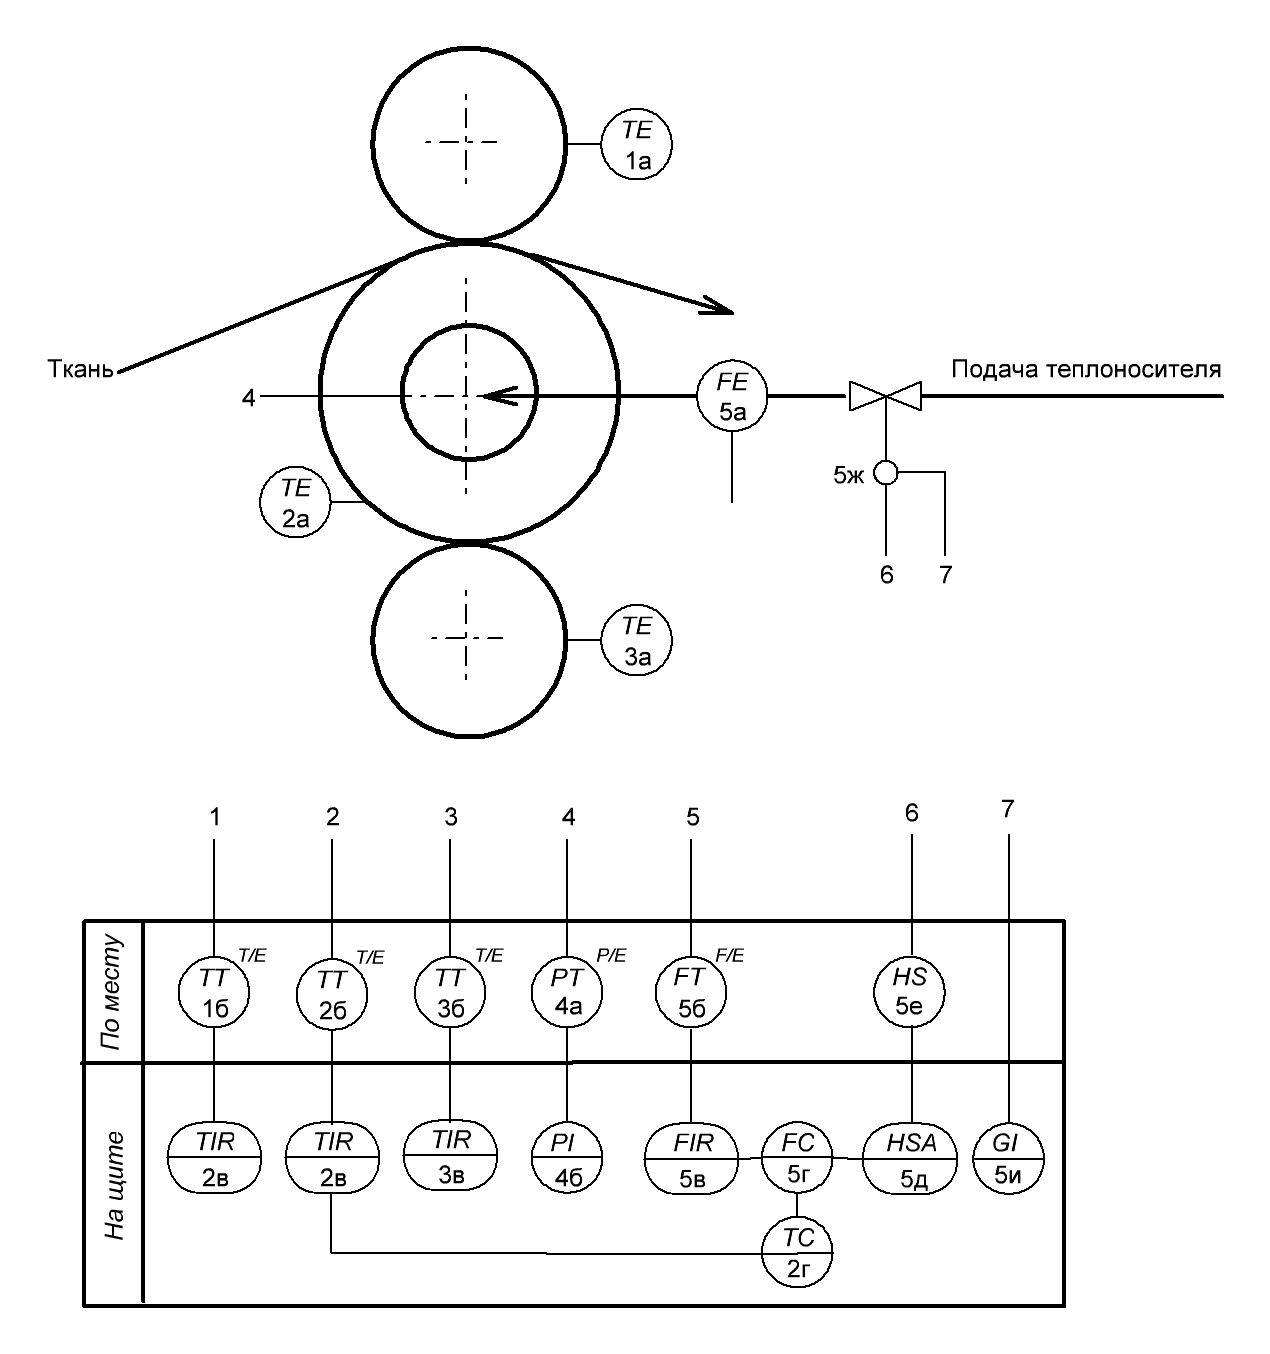 TE
1а
Ткань
Подача теплоносителя
4
FE
5а
TE
2а
5ж
6
7
TE
3а
1
2
3
4
5
6
7
По месту
TT
1б
T/E
TT
2б
T/E
TT
3б
T/E
PT
4а
P/E
FT
5б
F/E
HS
5е
На щите
TIR
2в
TIR
2в
TIR
3в
PI
4б
FIR
5в
FC
5г
HSA
5д
GI
5и
TC
2г